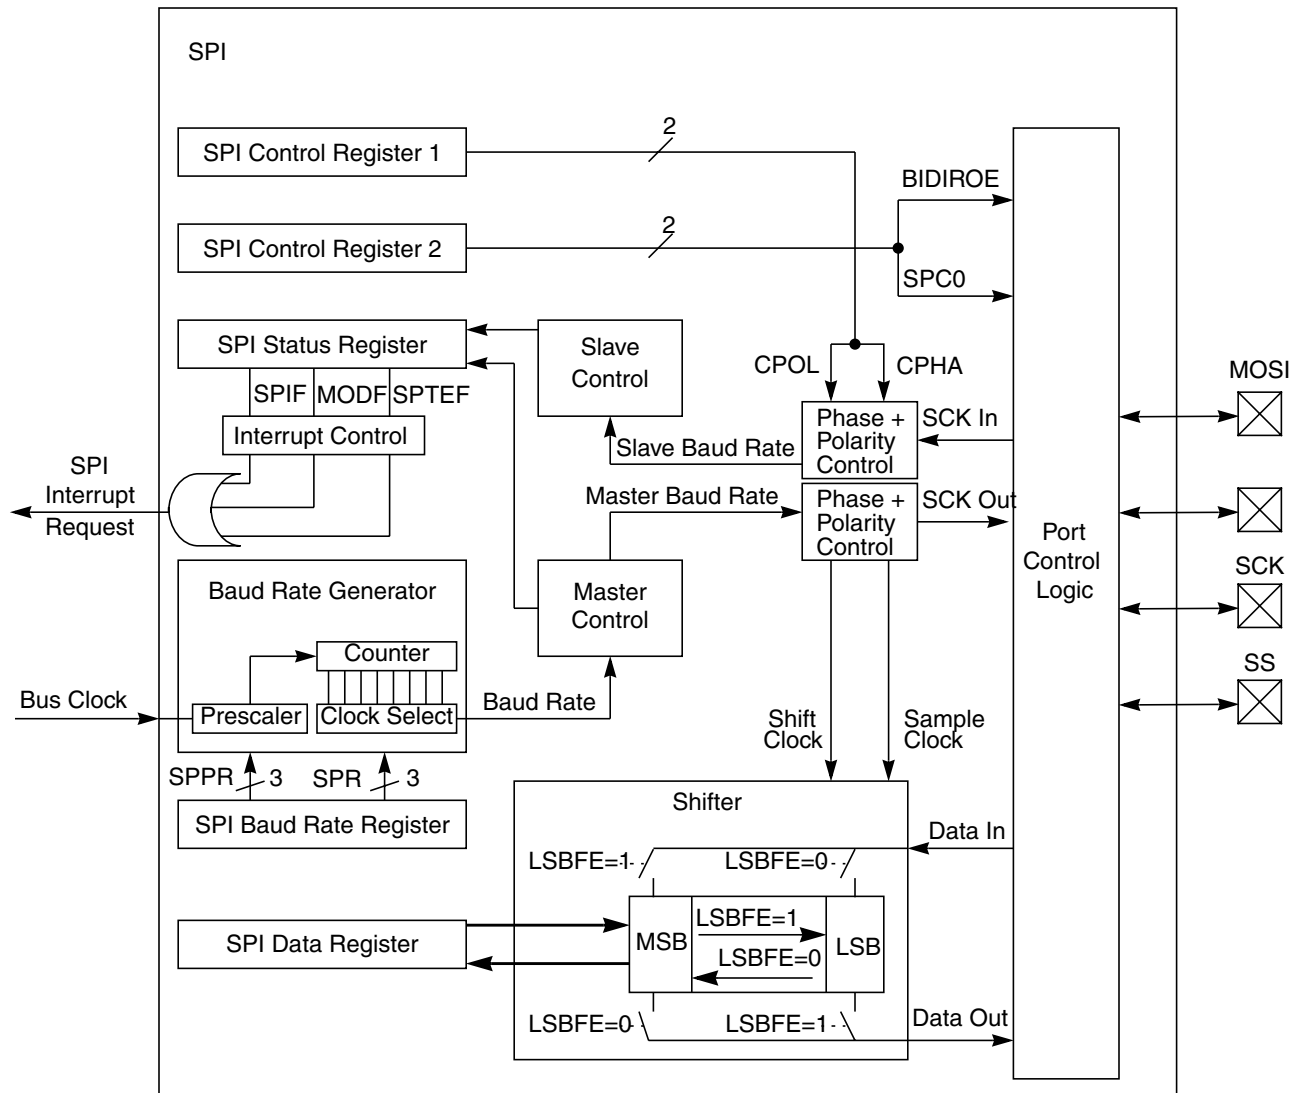 SPI
SPI Control Register 1
2
BIDIROE
SPI Control Register 2
2
SPC0
SPI Status Register
Slave
Control
CPOL
CPHA
MOSI
SPIF
MODF
SPTEF
Interrupt Control
Phase +
Polarity
Control
SCK In
Slave Baud Rate
SPI
Interrupt
Request
Master Baud Rate
Phase +
Polarity
Control
SCK Out
Port
Control
Logic
SCK
Baud Rate Generator
Master
Control
Counter
SS
Bus Clock
Prescaler
Clock Select
Baud Rate
Shift
Clock
Sample
Clock
SPPR
3
SPR
3
SPI Baud Rate Register
Shifter
Data In
LSBFE=1
LSBFE=0
SPI Data Register
MSB
LSBFE=1
LSBFE=0
LSB
LSBFE=0
LSBFE=1
Data Out